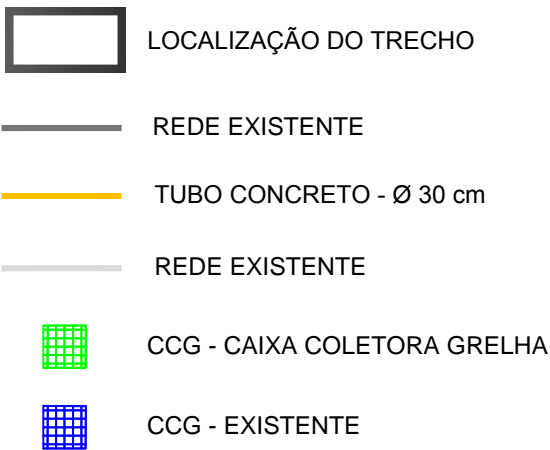 LOCALIZAÇÃO DO TRECHO
REDE EXISTENTE
TUBO CONCRETO - Ø 30 cm
REDE EXISTENTE
CCG - CAIXA COLETORA GRELHA
CCG - EXISTENTE